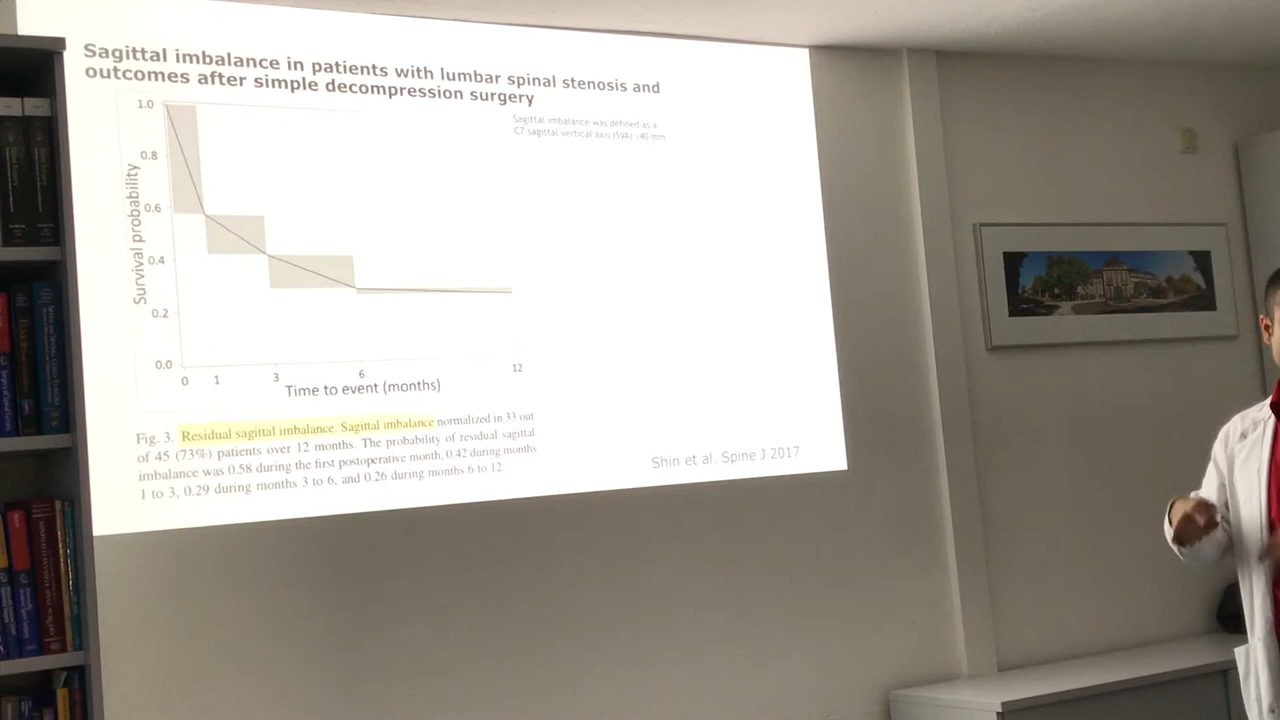 Sagittal imbalance in patients with lumbar spinal stenosis and
outcomes after simple decompression surgery
Sagittal imbalance was defined as a
C7 sagittal vertical axis (SVA) ≥40 mm
Survival probability
1.0
0.8
0.6
0.4
0.2
0.0
0 1 3 6 12
Time to event (months)
Fig. 3. Residual sagittal imbalance. Sagittal imbalance normalized in 33 out
of 45 (73%) patients over 12 months. The probability of residual sagittal
imbalance was 0.58 during the first postoperative month, 0.42 during months
1 to 3, 0.29 during months 3 to 6, and 0.26 during months 6 to 12.
Shin et al. Spine J 2017